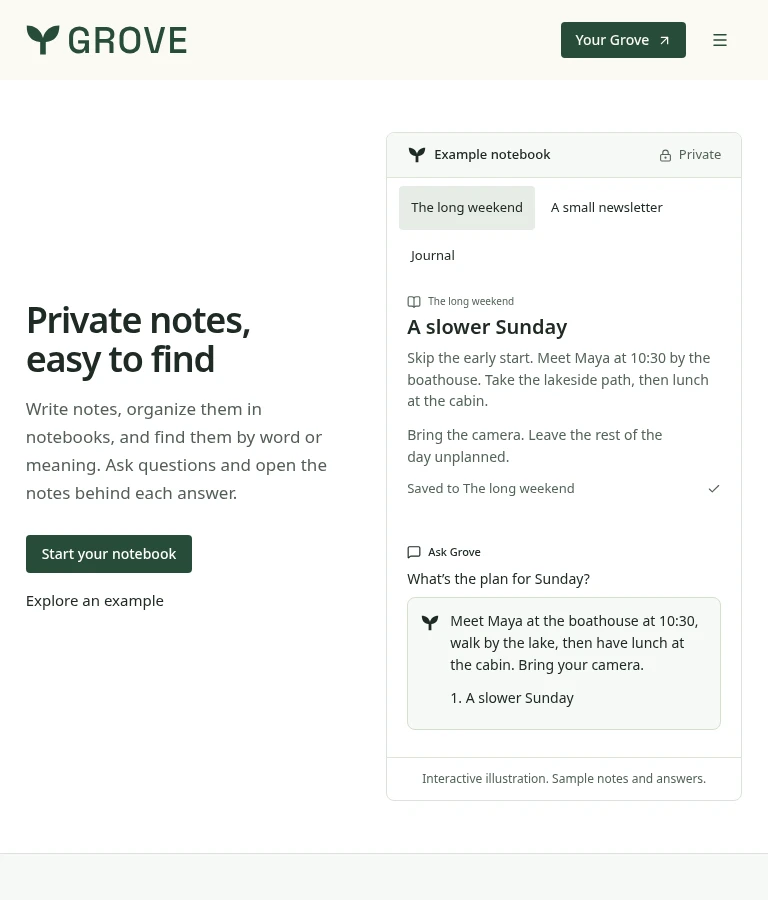 GROVE
Your Grove
Private notes,
easy to find
Write notes, organize them in
notebooks, and find them by word or
meaning. Ask questions and open the
notes behind each answer.
Start your notebook
Explore an example
Example notebook
Private
The long weekend
A small newsletter
Journal
The long weekend
A slower Sunday
Skip the early start. Meet Maya at 10:30 by the
boathouse. Take the lakeside path, then lunch
at the cabin.
Bring the camera. Leave the rest of the
day unplanned.
Saved to The long weekend
Ask Grove
What’s the plan for Sunday?
Meet Maya at the boathouse at 10:30,
walk by the lake, then have lunch at
the cabin. Bring your camera.
1. A slower Sunday
Interactive illustration. Sample notes and answers.